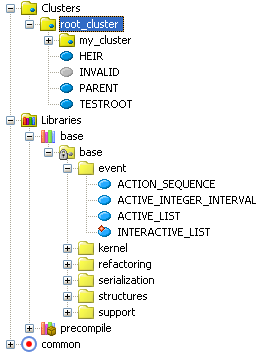 Clusters
root_cluster
my_cluster
HEIR
INVALID
PARENT
TESTROOT
Libraries
base
base
event
ACTION_SEQUENCE
ACTIVE_INTEGER_INTERVAL
ACTIVE_LIST
INTERACTIVE_LIST
kernel
refactoring
serialization
structures
support
precompile
common